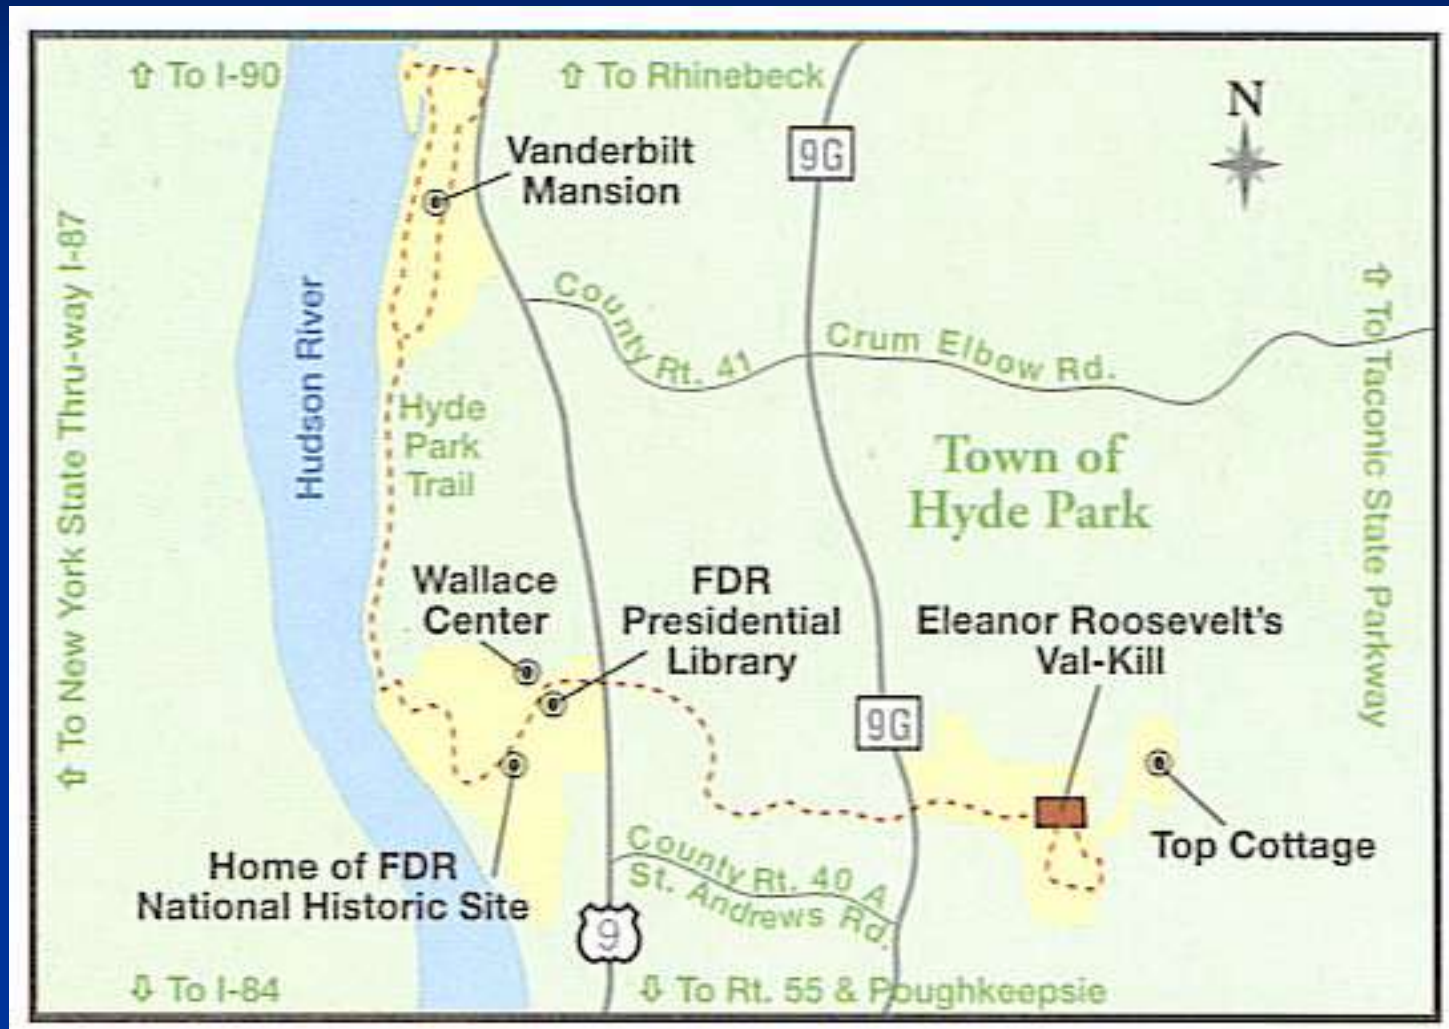 ⇧ To I-90
⇧ To Rhinebeck
N
9G
Vanderbilt
Mansion
⇧ To New York State Thru-way I-87
Hudson River
County Rt. 41
Crum Elbow Rd.
⇧ To Taconic State Parkway
Hyde
Park
Trail
Town of
Hyde Park
Wallace
Center
FDR
Presidential
Library
Eleanor Roosevelt's
Val-Kill
9G
Top Cottage
County Rt. 40 A
St. Andrews Rd.
Home of FDR
National Historic Site
9
⇩ To I-84
⇩ To Rt. 55 & Poughkeepsie